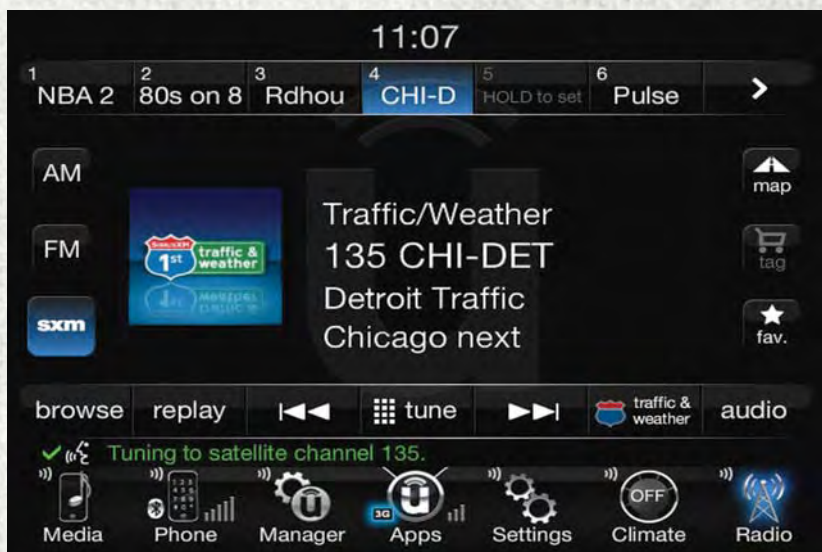 11:07
1 2 3 4 5 6
NBA 2 80s on 8 Rdhou CHI-D HOLD to set Pulse >
AM
FM
sxm
SiriusXM
1st traffic & weather
Traffic/Weather
135 CHI-DET
Detroit Traffic
Chicago next
map
tag
fav.
browse replay tune traffic & weather audio
Tuning to satellite channel 135.
3G
OFF
Media Phone Manager Apps Settings Climate Radio